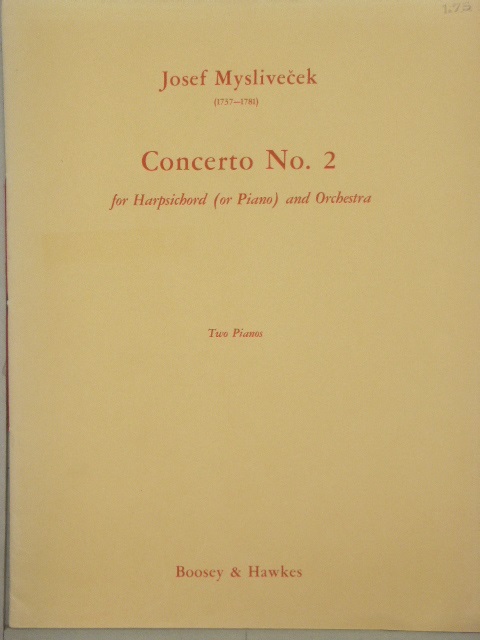 1.75
Josef Mysliveček
(1737—1781)
Concerto No. 2
for Harpsichord (or Piano) and Orchestra
Two Pianos
Boosey & Hawkes